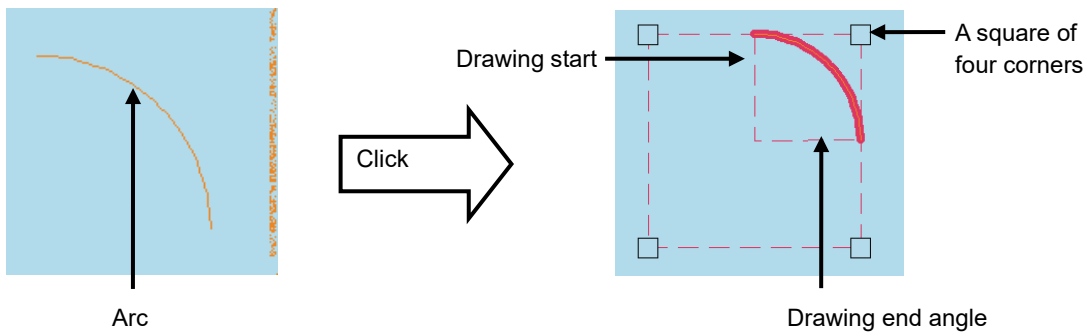 Drawing start
A square of
four corners
Click
Arc
Drawing end angle